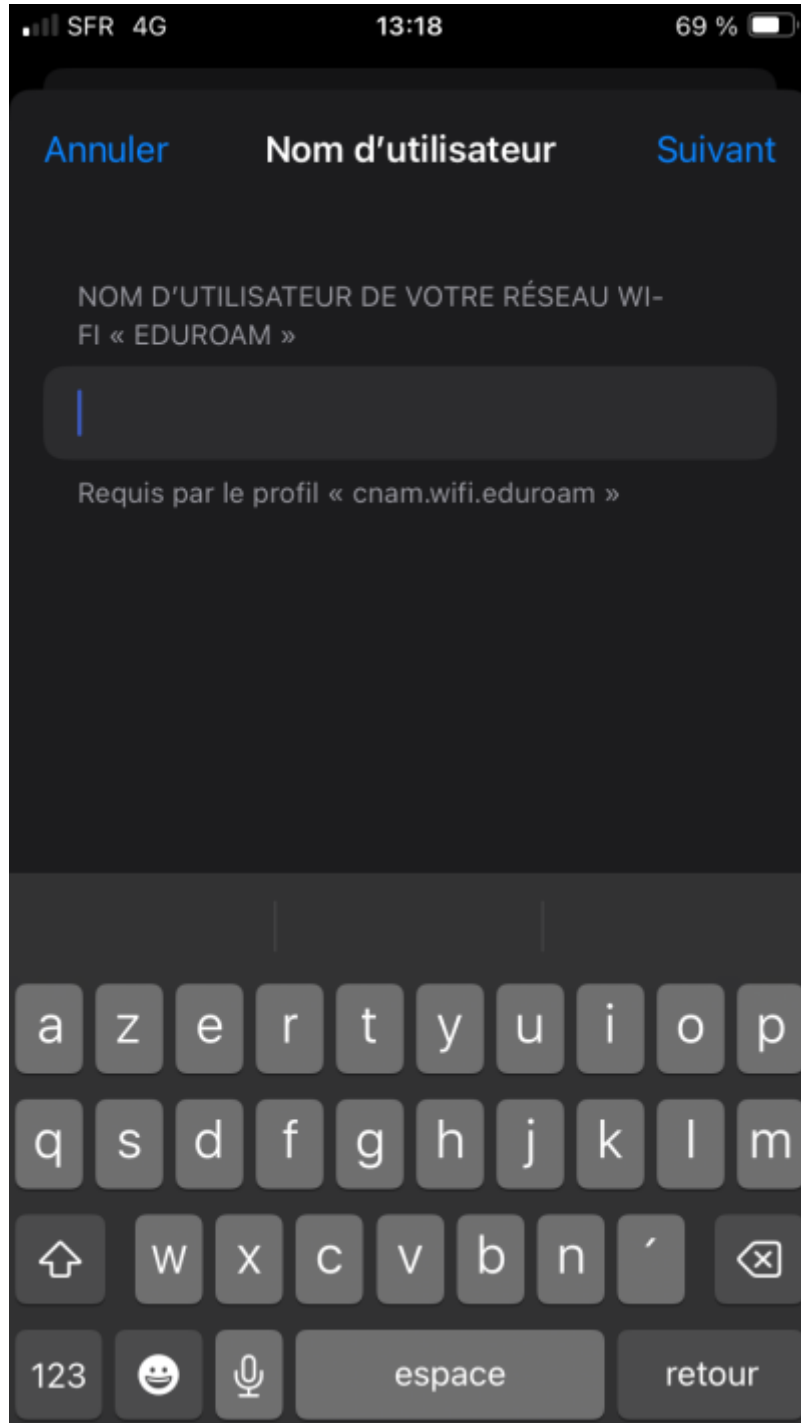 SFR 4G 13:18 69 %
Annuler Nom d’utilisateur Suivant
NOM D’UTILISATEUR DE VOTRE RÉSEAU WI-
FI « EDUROAM »
Requis par le profil « cnam.wifi.eduroam »
a z e r t y u i o p
q s d f g h j k l m
w x c v b n ´
123 espace retour